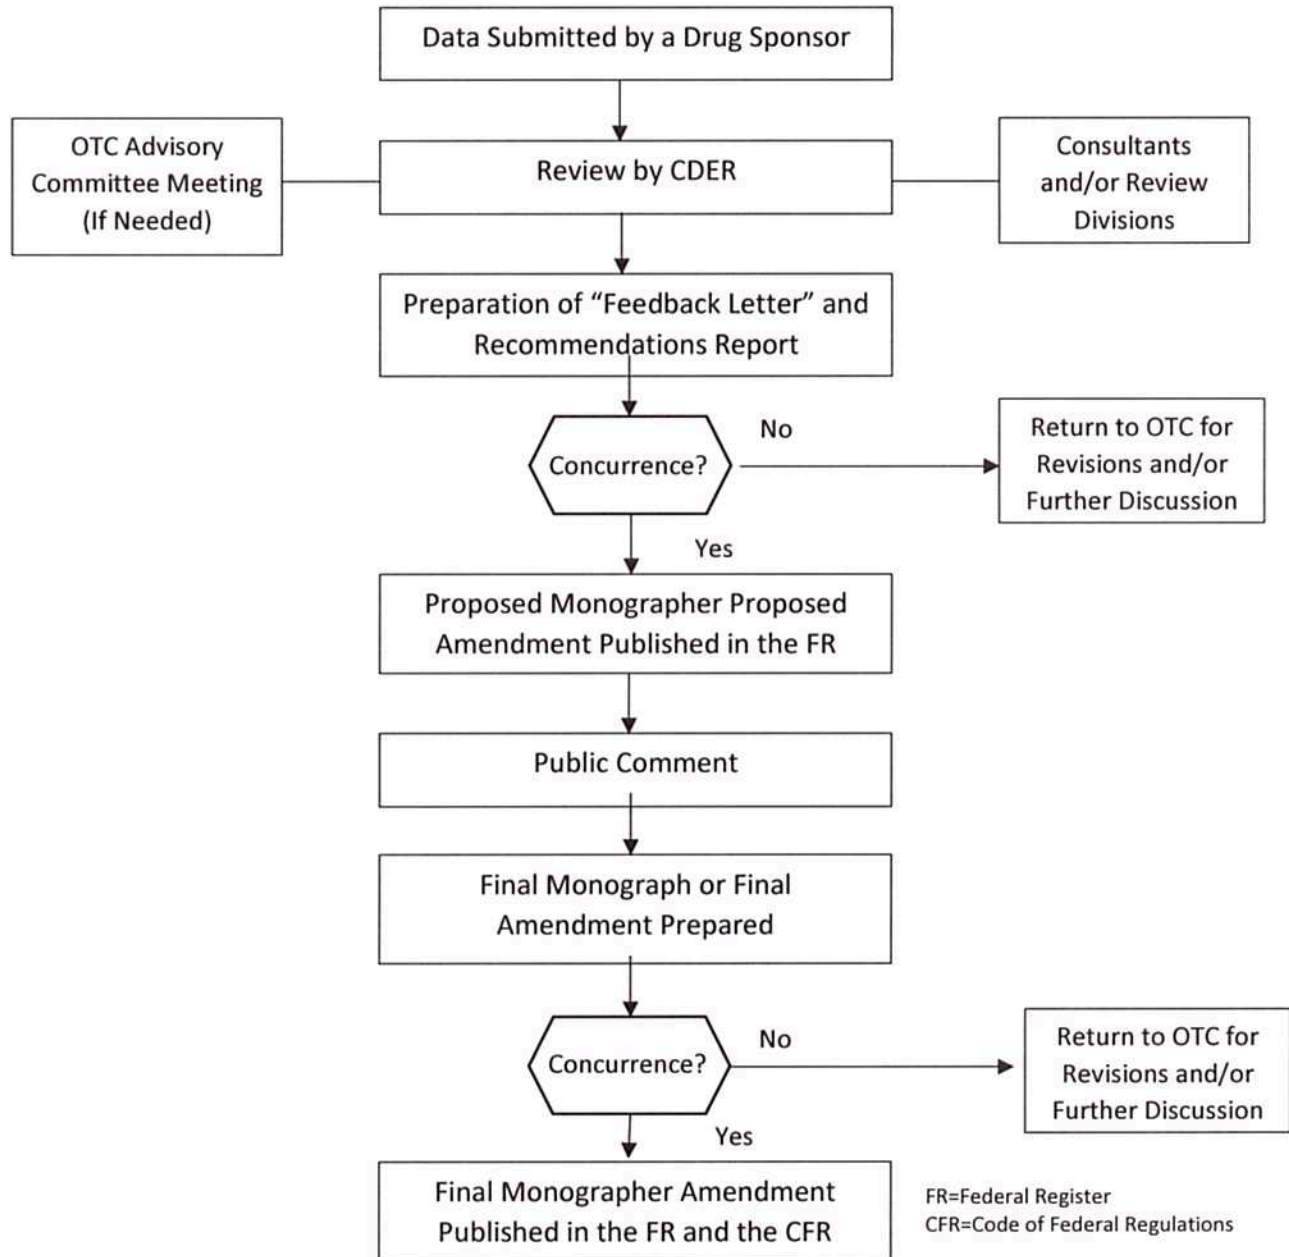 Data Submitted by a Drug Sponsor
OTC Advisory
Committee Meeting
(If Needed)
Review by CDER
Consultants
and/or Review
Divisions
Preparation of “Feedback Letter” and
Recommendations Report
Concurrence?
No
Return to OTC for
Revisions and/or
Further Discussion
Yes
Proposed Monographer Proposed
Amendment Published in the FR
Public Comment
Final Monograph or Final
Amendment Prepared
Concurrence?
No
Return to OTC for
Revisions and/or
Further Discussion
Yes
Final Monographer Amendment
Published in the FR and the CFR
FR=Federal Register
CFR=Code of Federal Regulations